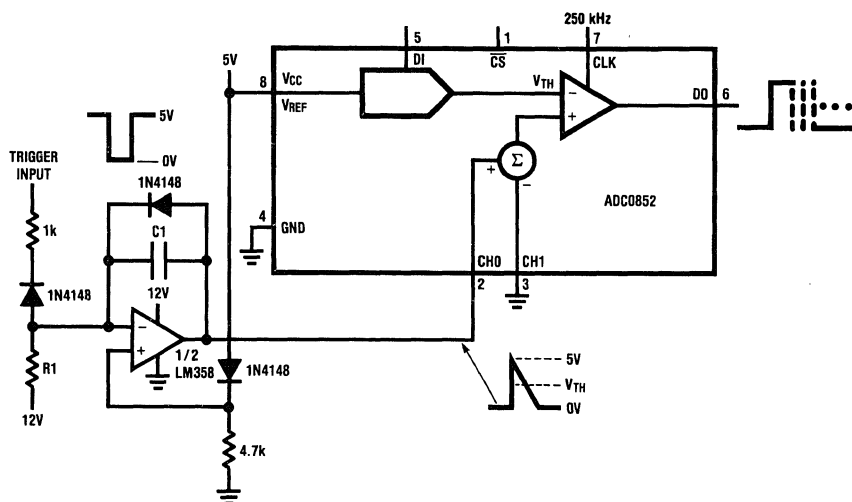 250 kHz
5
1
7
DI
CS
CLK
5V
8
VCC
VREF
VTH
−
+
DO
6
5V
0V
TRIGGER
INPUT
1N4148
Σ
+
−
ADC0852
1k
4
GND
C1
CH0
CH1
2
3
1N4148
12V
−
+
1/2
LM358
1N4148
R1
12V
5V
VTH
0V
4.7k